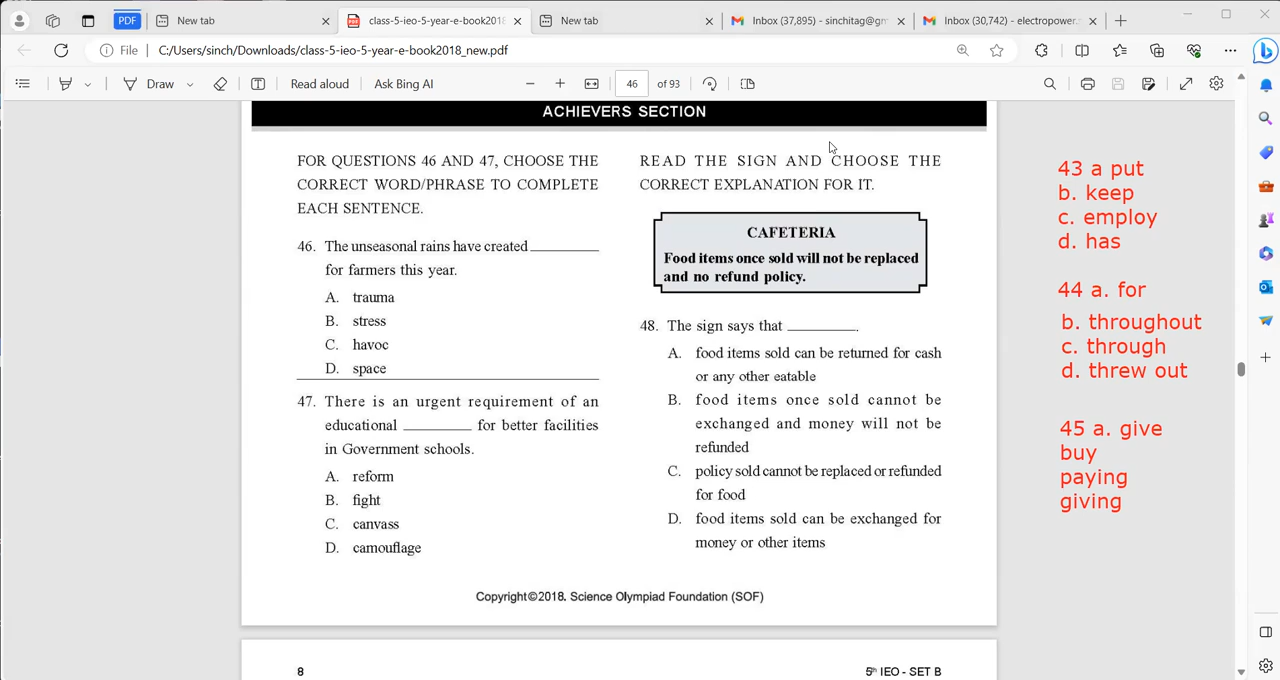 PDF
New tab
class-5-ieo-5-year-e-book2018
New tab
Inbox (37,895) - sinchitag@gm
Inbox (30,742) - electropower.
File
C:/Users/sinch/Downloads/class-5-ieo-5-year-e-book2018_new.pdf
Draw
Read aloud
Ask Bing AI
46
of 93
ACHIEVERS SECTION
FOR QUESTIONS 46 AND 47, CHOOSE THE
CORRECT WORD/PHRASE TO COMPLETE
EACH SENTENCE.
46. The unseasonal rains have created __________
for farmers this year.
A. trauma
B. stress
C. havoc
D. space
47. There is an urgent requirement of an
educational __________ for better facilities
in Government schools.
A. reform
B. fight
C. canvass
D. camouflage
READ THE SIGN AND CHOOSE THE
CORRECT EXPLANATION FOR IT.
CAFETERIA
Food items once sold will not be replaced
and no refund policy.
48. The sign says that __________.
A. food items sold can be returned for cash
or any other eatable
B. food items once sold cannot be
exchanged and money will not be
refunded
C. policy sold cannot be replaced or refunded
for food
D. food items sold can be exchanged for
money or other items
Copyright©2018. Science Olympiad Foundation (SOF)
8
5th IEO - SET B
43 a put
b. keep
c. employ
d. has
44 a. for
b. throughout
c. through
d. threw out
45 a. give
buy
paying
giving